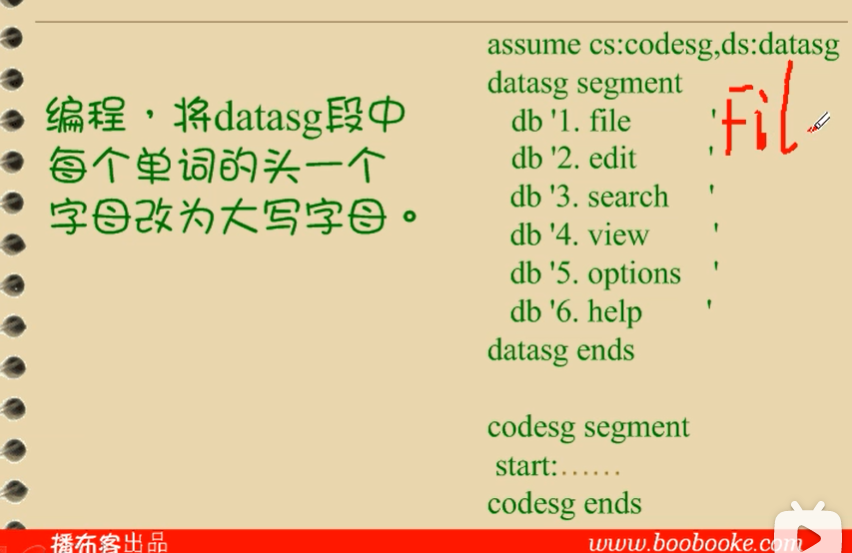 编程，将datasg段中
每个单词的头一个
字母改为大写字母。
assume cs:codesg,ds:datasg
datasg segment
db '1. file          '
db '2. edit         '
db '3. search     '
db '4. view         '
db '5. options    '
db '6. help         '
datasg ends
codesg segment
start:……
codesg ends
Fil
播布客出品
www.boobooke.com